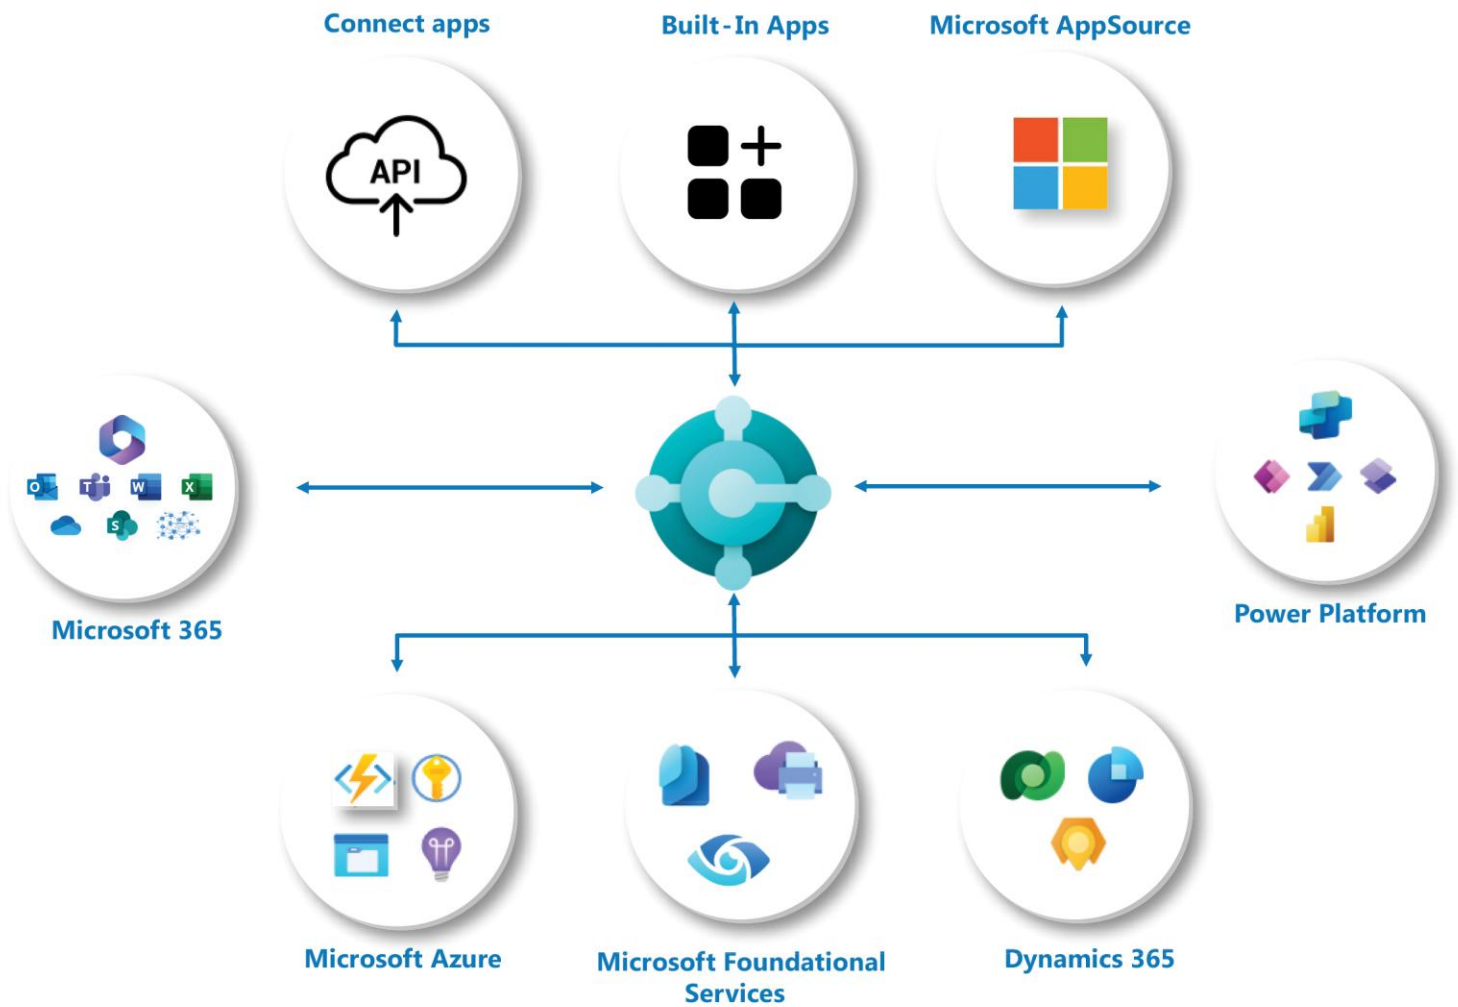 Connect apps
Built-In Apps
Microsoft AppSource
API
O
T
W
X
S
Microsoft 365
Power Platform
Microsoft Azure
Microsoft Foundational
Services
Dynamics 365